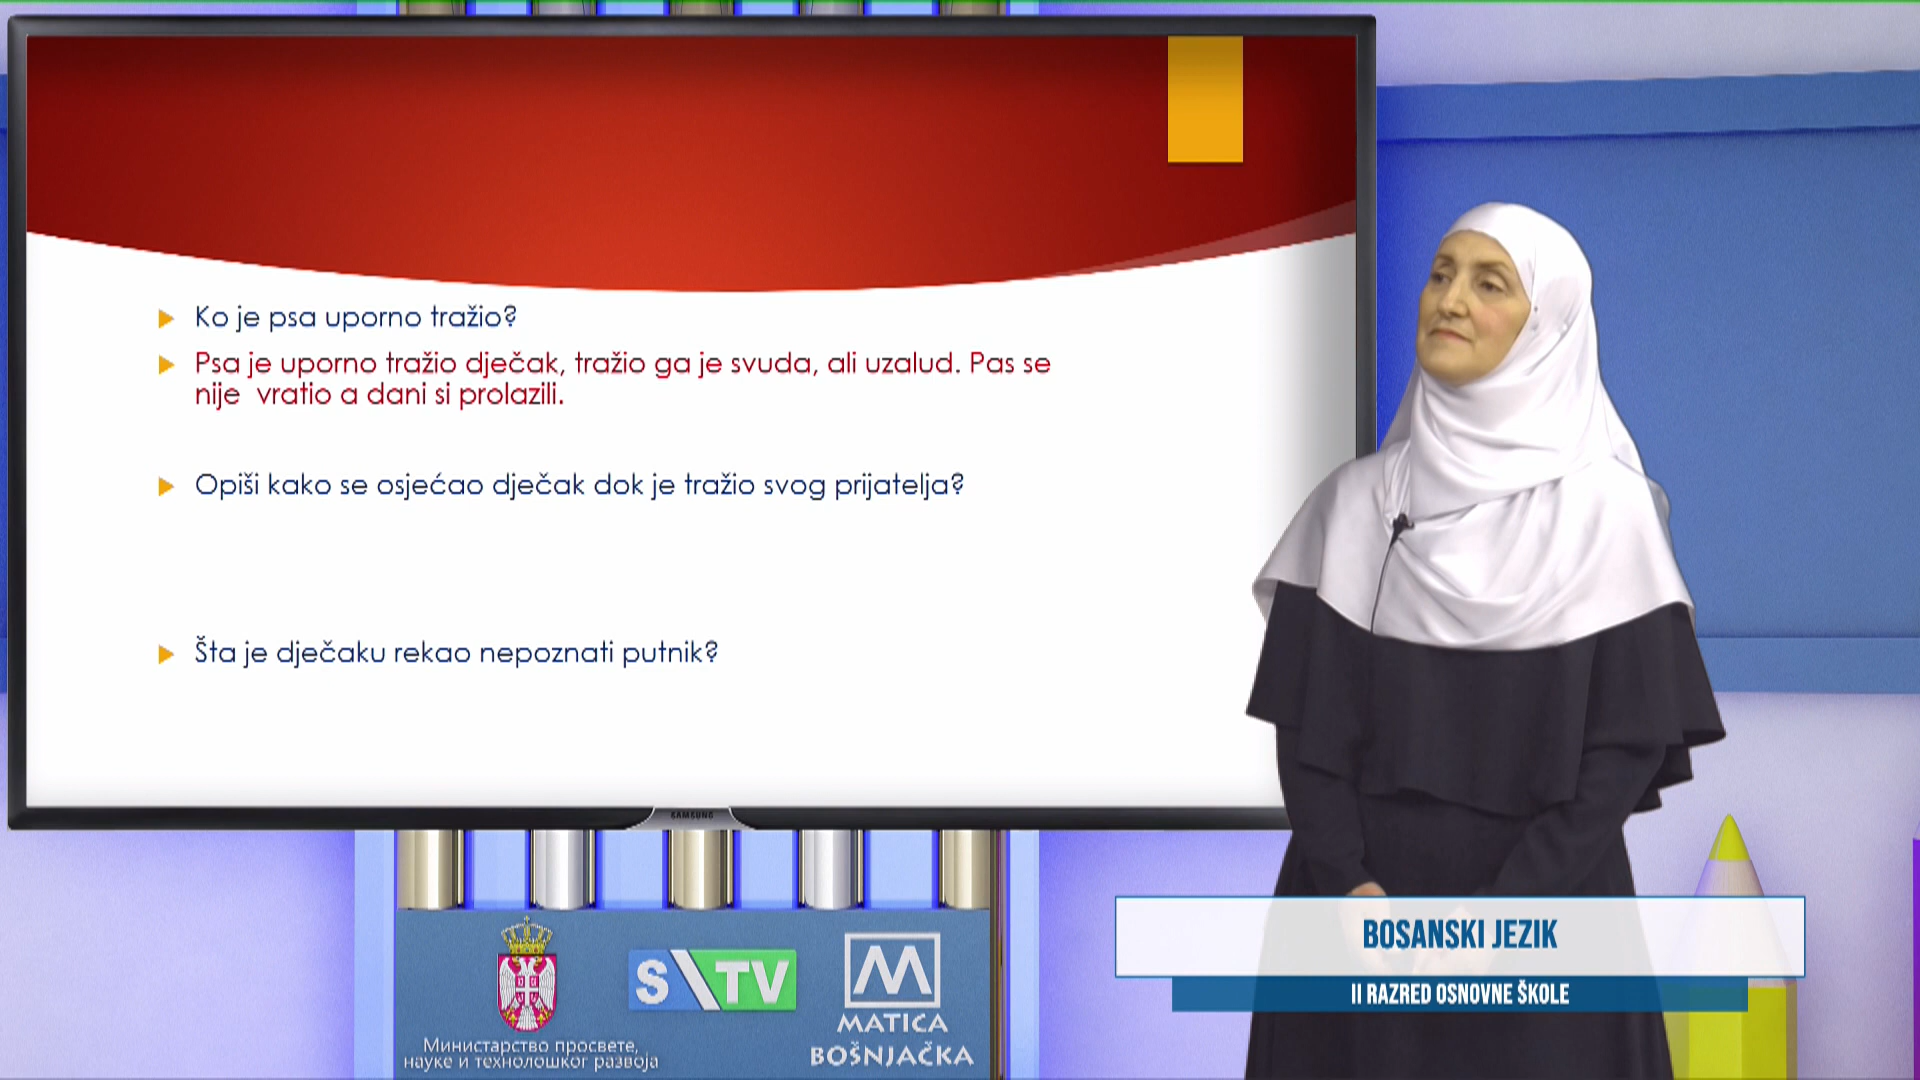 Ko je psa uporno tražio?
Psa je uporno tražio dječak, tražio ga je svuda, ali uzalud. Pas se
nije vratio a dani si prolazili.
Opiši kako se osjećao dječak dok je tražio svog prijatelja?
Šta je dječaku rekao nepoznati putnik?
SAMSUNG
BOSANSKI JEZIK
II RAZRED OSNOVNE ŠKOLE
STV
MATICA
BOŠNJAČKA
Министарство просвете,
науке и технолошког развоја